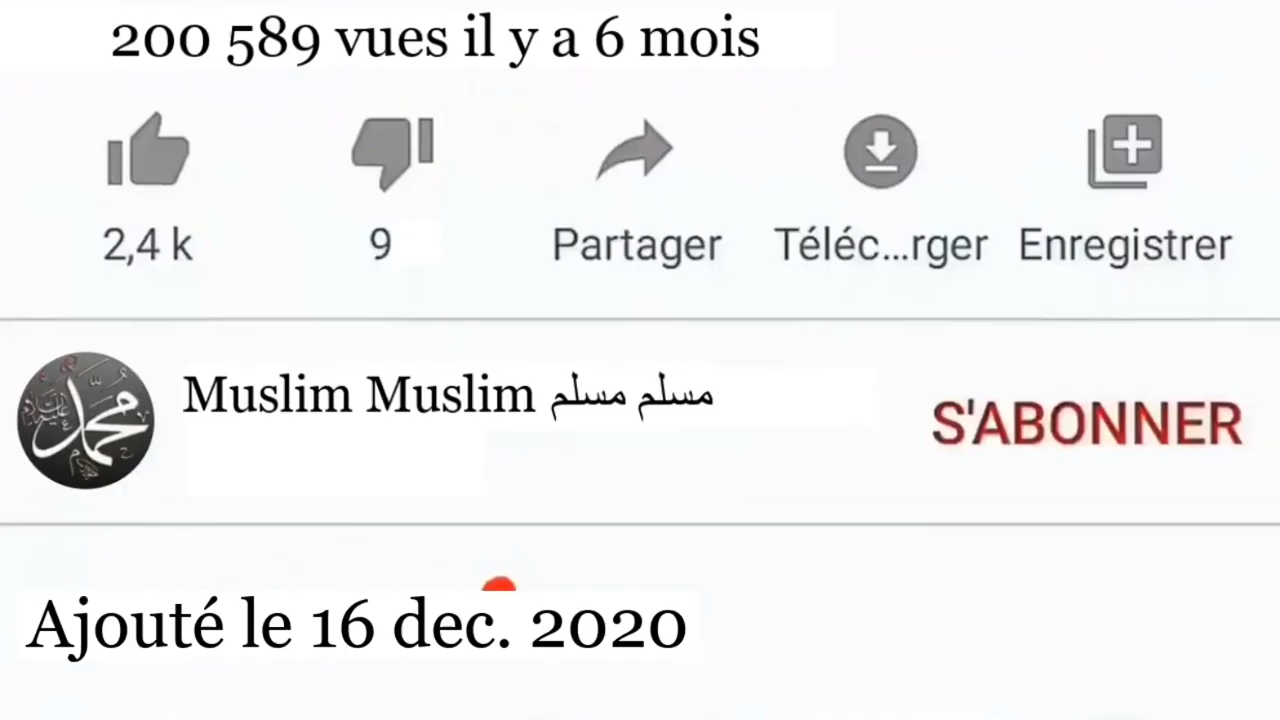 200 589 vues il y a 6 mois
2,4 k
9
Partager
Téléc...rger
Enregistrer
محمد
Muslim Muslim مسلم مسلم
S'ABONNER
Ajouté le 16 dec. 2020